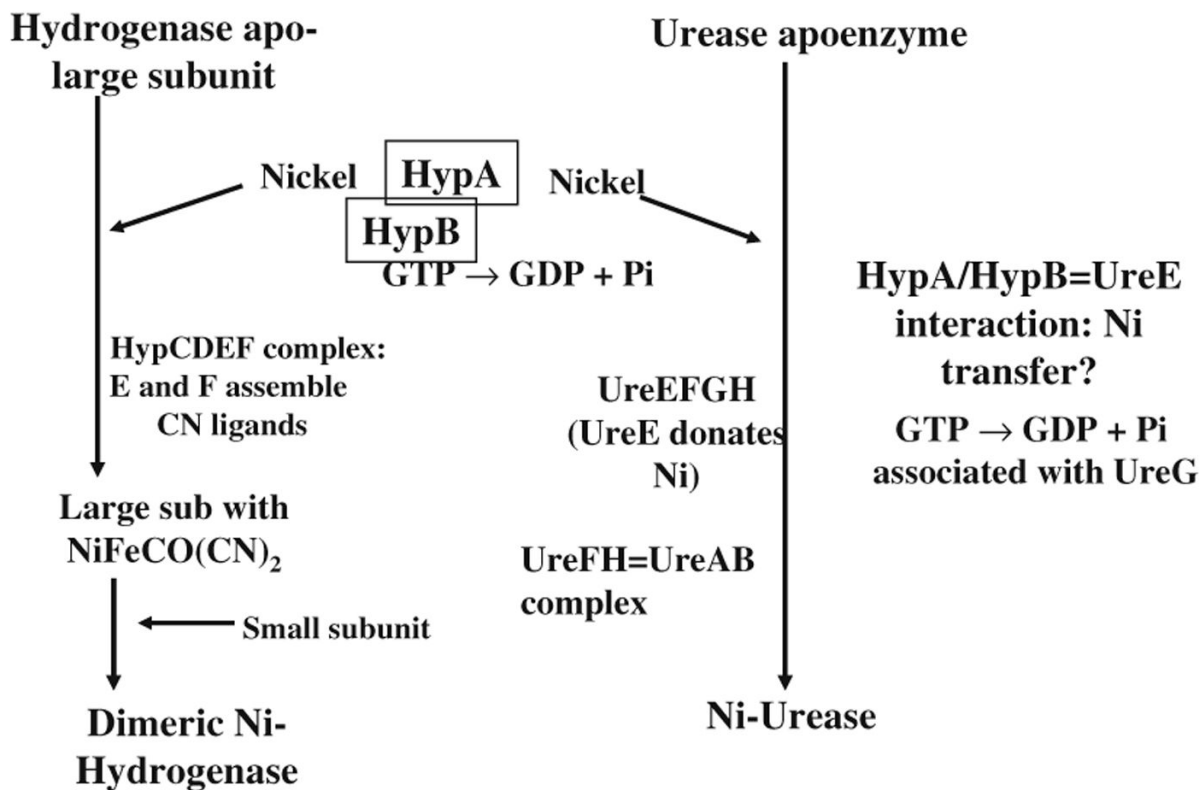 Hydrogenase apo-
large subunit
Urease apoenzyme
Nickel
HypA
Nickel
HypB
GTP → GDP + Pi
HypA/HypB=UreE
interaction: Ni
transfer?
GTP → GDP + Pi
associated with UreG
HypCDEF complex:
E and F assemble
CN ligands
UreEFGH
(UreE donates
Ni)
Large sub with
NiFeCO(CN)₂
UreFH=UreAB
complex
Small subunit
Dimeric Ni-
Hydrogenase
Ni-Urease